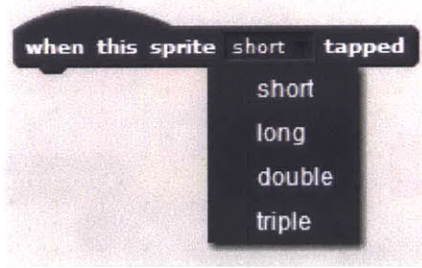 when this sprite short tapped
short
long
double
triple